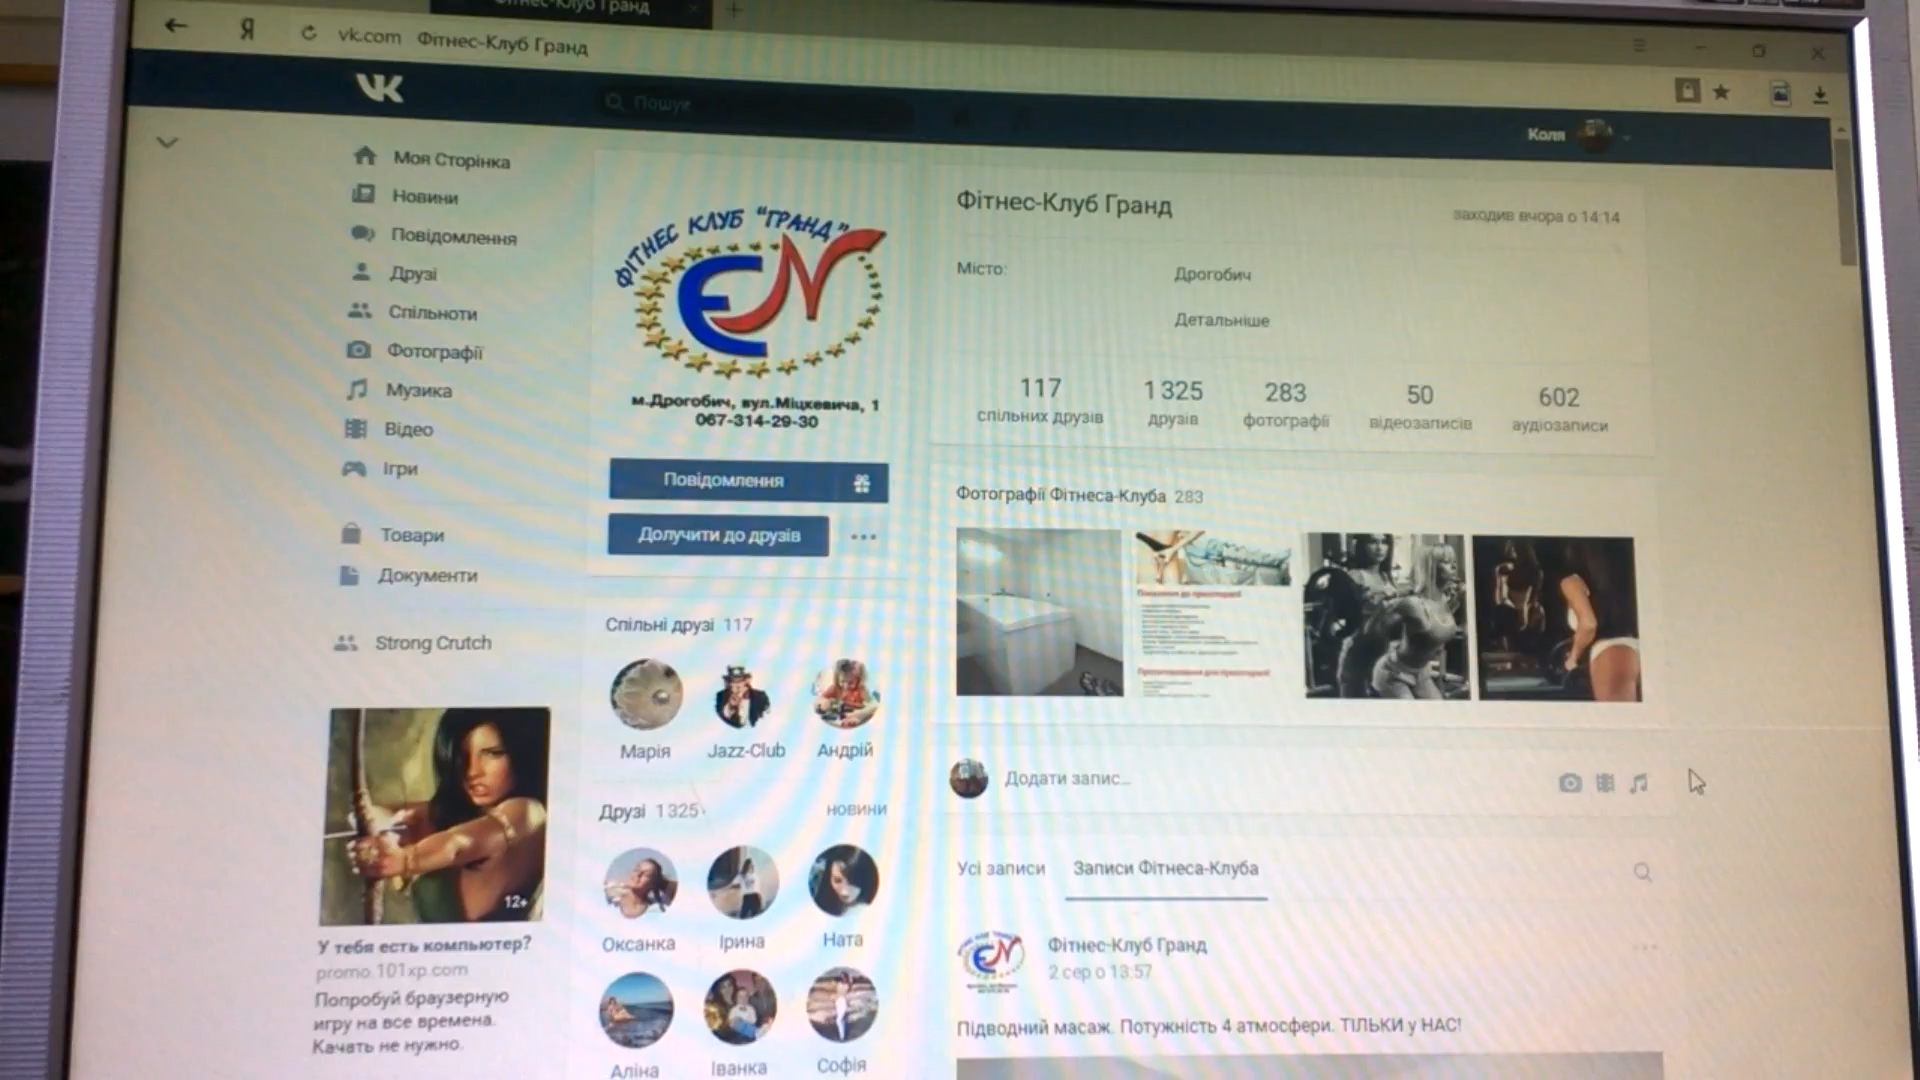 Фітнес-Клуб Гранд
Я vk.com Фітнес-Клуб Гранд
VK
Пошук
Коля
Моя Сторінка
Новини
Повідомлення
Друзі
Спільноти
Фотографії
Музика
Відео
Ігри
Товари
Документи
Strong Crutch
12+
У тебя есть компьютер?
promo.101xp.com
Попробуй браузерную
игру на все времена.
Качать не нужно.
ФІТНЕС КЛУБ "ГРАНД"
EN
м.Дрогобич, вул.Міцкевича, 1
067-314-29-30
Повідомлення
Долучити до друзів
Спільні друзі 117
Марія Jazz-Club Андрій
Друзі 1 325 новини
Оксанка Ірина Ната
Аліна Іванка Софія
Фітнес-Клуб Гранд
заходив вчора о 14:14
Місто: Дрогобич
Детальніше
117 1 325 283 50 602
спільних друзів друзів фотографії відеозаписів аудіозаписи
Фотографії Фітнеса-Клуба 283
Додати запис...
Усі записи Записи Фітнеса-Клуба
Фітнес-Клуб Гранд
2 сер о 13:57
Підводний масаж. Потужність 4 атмосфери. ТІЛЬКИ у НАС!